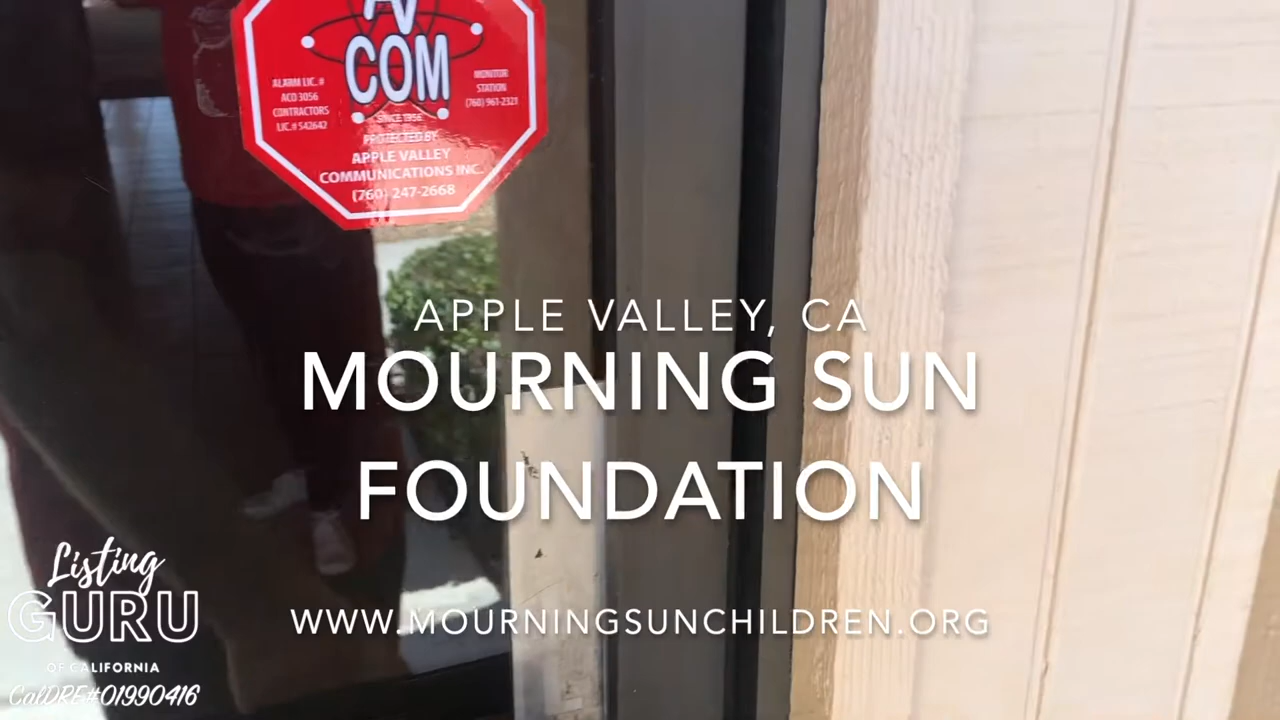 AV
COM
ALARM LIC. #
ACO 3056
CONTRACTORS
LIC.# 542642
MONITOR
STATION
(760) 961-2321
SINCE 1956
PROTECTED BY
APPLE VALLEY
COMMUNICATIONS INC.
(760) 247-2668
APPLE VALLEY, CA
MOURNING SUN
FOUNDATION
WWW.MOURNINGSUNCHILDREN.ORG
Listing
GURU
OF CALIFORNIA
CalDRE#01990416